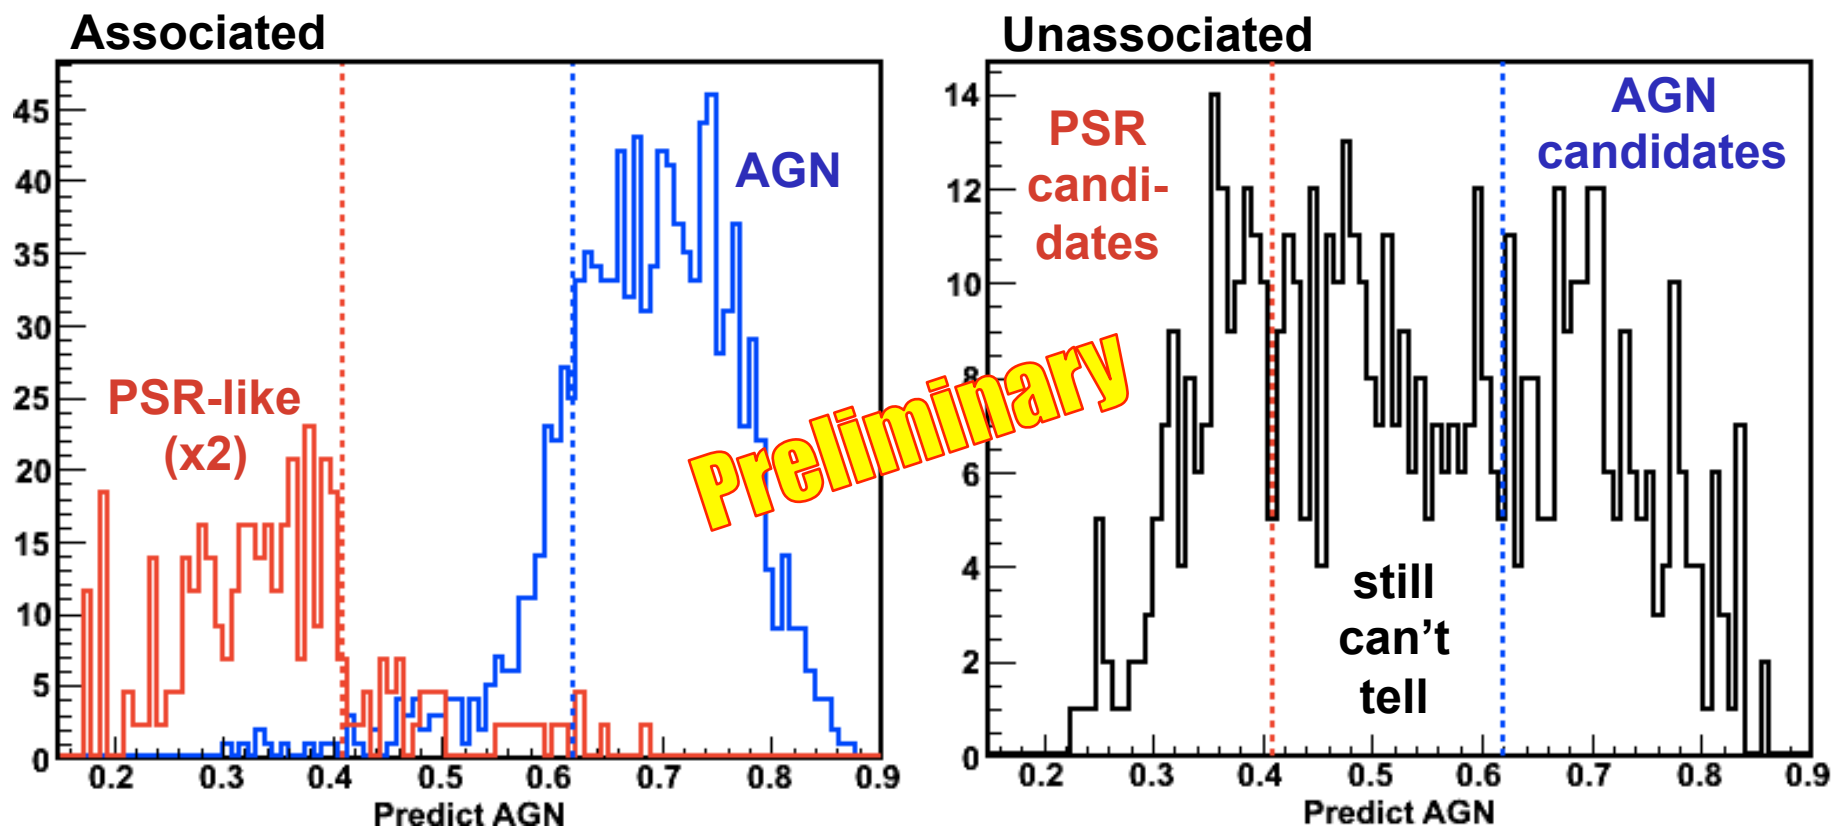 Associated
45
40
35
30
25
20
15
10
5
0
PSR-like
(x2)
AGN
0.2 0.3 0.4 0.5 0.6 0.7 0.8 0.9
Predict AGN
Preliminary
Unassociated
14
12
10
8
6
4
2
0
PSR
candi-
dates
AGN
candidates
still
can't
tell
0.2 0.3 0.4 0.5 0.6 0.7 0.8 0.9
Predict AGN